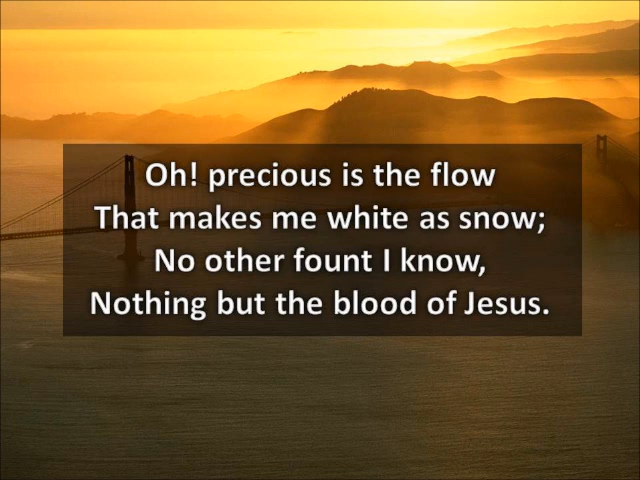 Oh! precious is the flow
That makes me white as snow;
No other fount I know,
Nothing but the blood of Jesus.